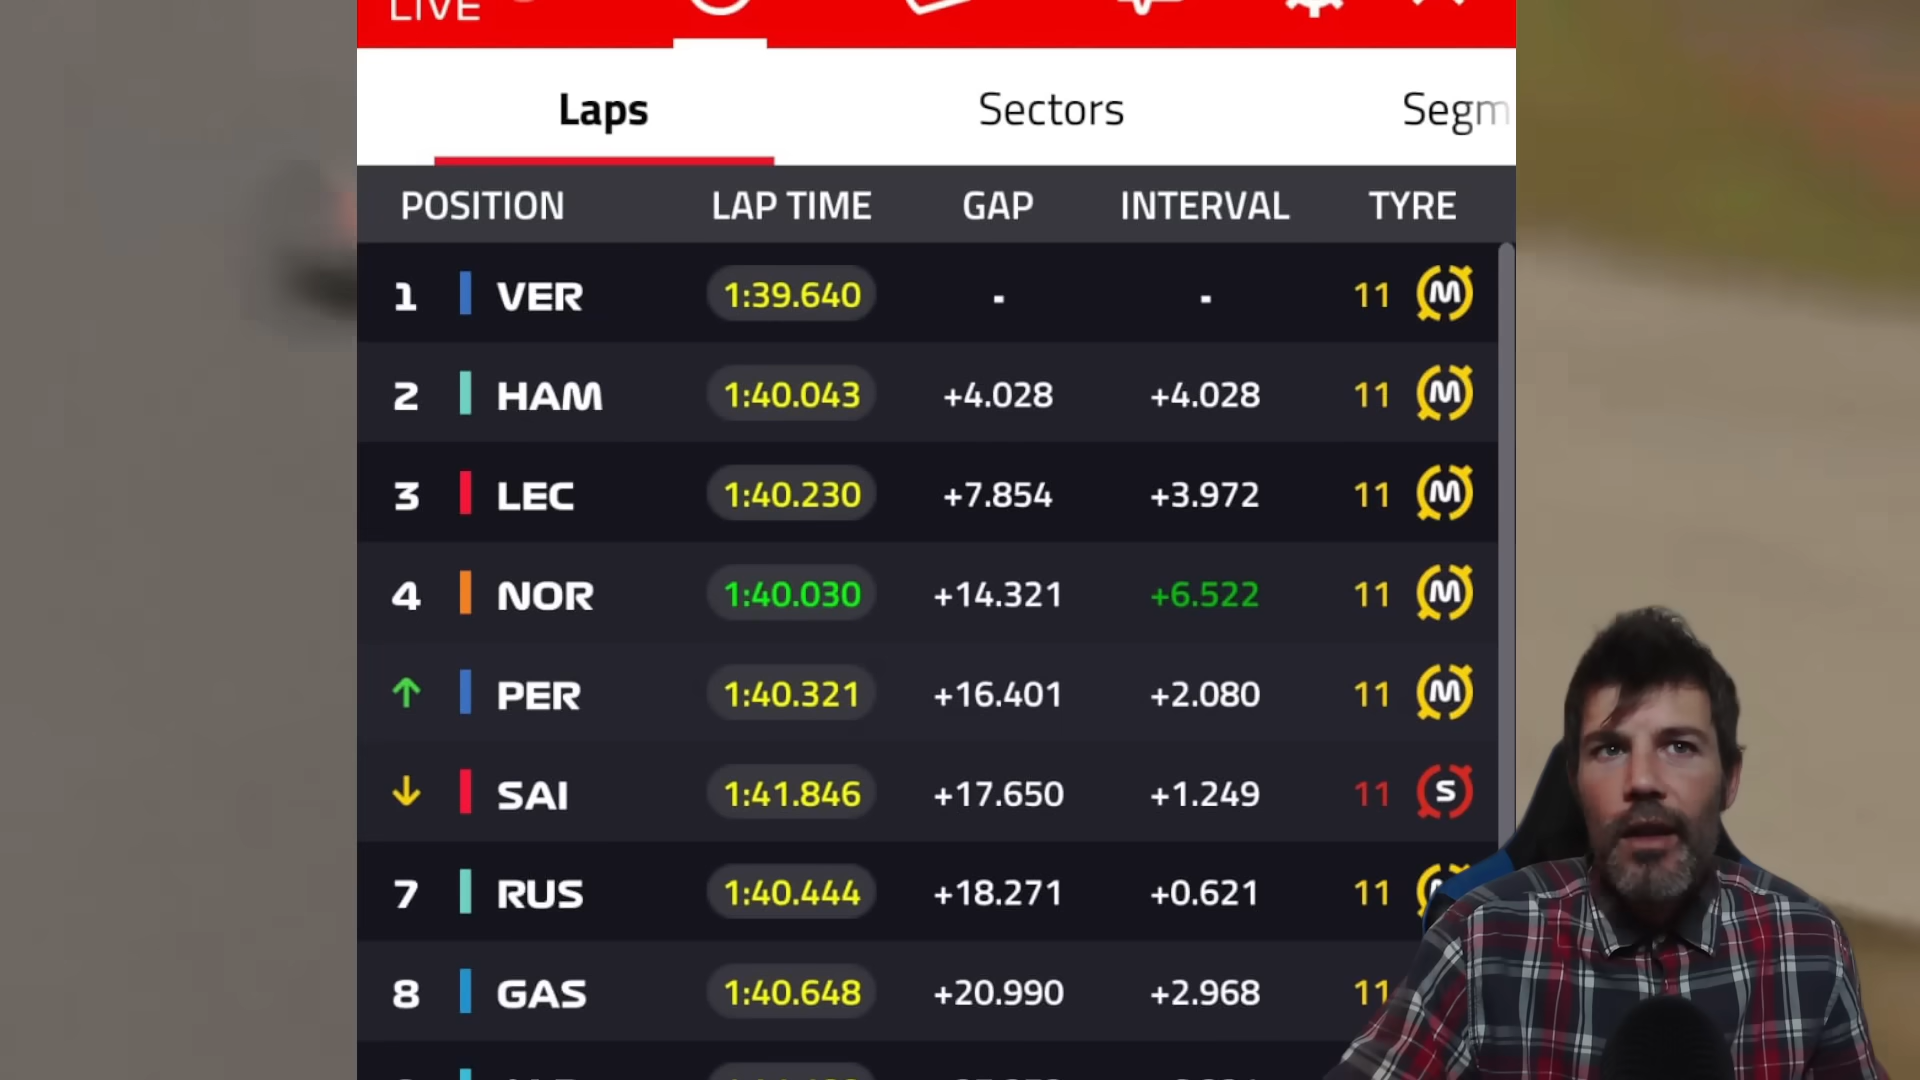 LIVE
Laps Sectors Segm
POSITION LAP TIME GAP INTERVAL TYRE
1 VER 1:39.640 - - 11 M
2 HAM 1:40.043 +4.028 +4.028 11 M
3 LEC 1:40.230 +7.854 +3.972 11 M
4 NOR 1:40.030 +14.321 +6.522 11 M
PER 1:40.321 +16.401 +2.080 11 M
SAI 1:41.846 +17.650 +1.249 11 S
7 RUS 1:40.444 +18.271 +0.621 11
8 GAS 1:40.648 +20.990 +2.968 11